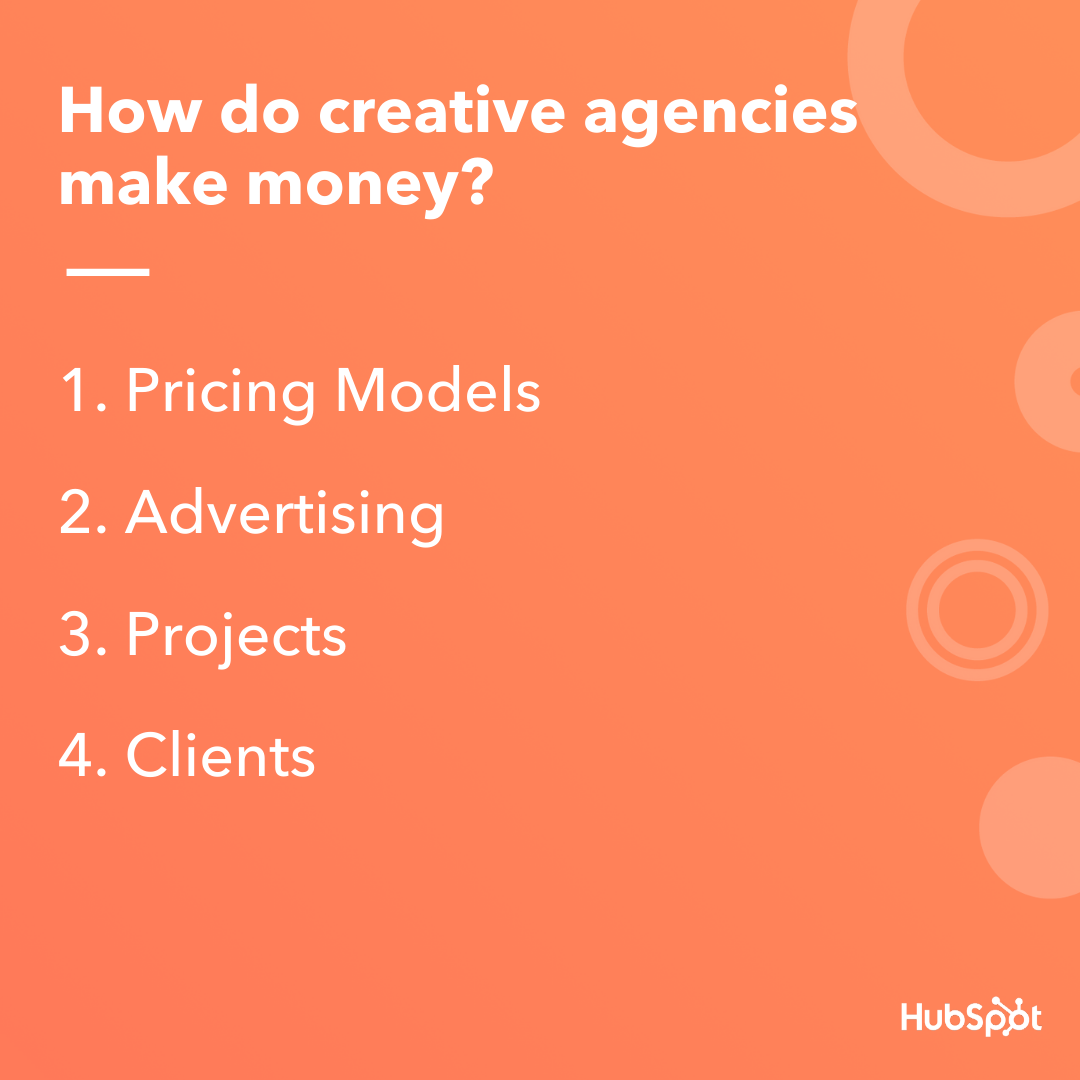 How do creative agencies
make money?
1. Pricing Models
2. Advertising
3. Projects
4. Clients
HubSpot